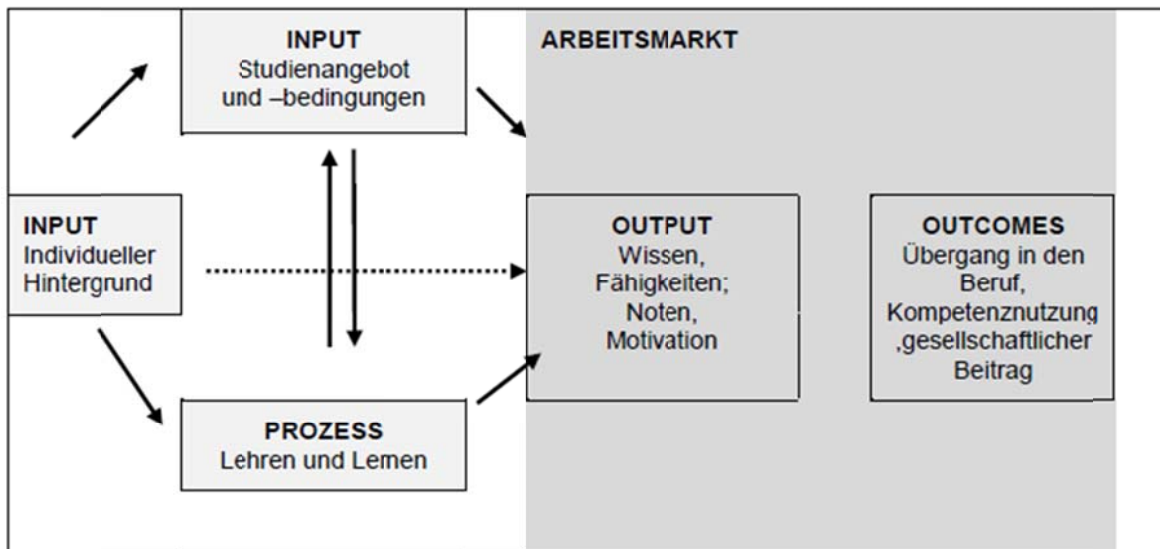 INPUT
Studienangebot
und –bedingungen
ARBEITSMARKT
INPUT
Individueller
Hintergrund
OUTPUT
Wissen,
Fähigkeiten;
Noten,
Motivation
OUTCOMES
Übergang in den
Beruf,
Kompetenznutzung
,gesellschaftlicher
Beitrag
PROZESS
Lehren und Lernen